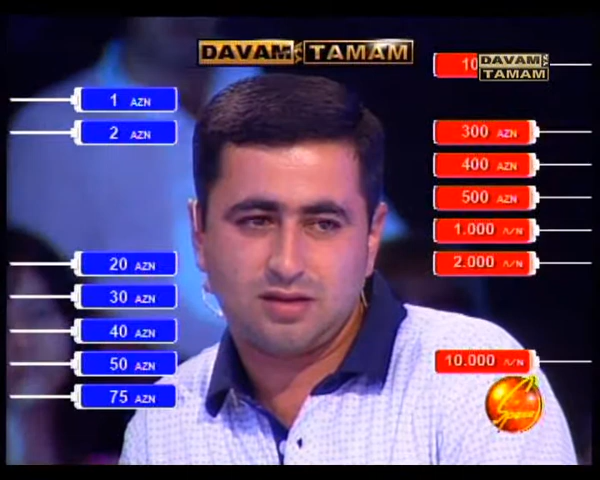 DAVAM TAMAM
DAVAM
TAMAM
10
1 AZN
2 AZN
20 AZN
30 AZN
40 AZN
50 AZN
75 AZN
300 AZN
400 AZN
500 AZN
1.000 AZN
2.000 AZN
10.000 AZN
Space